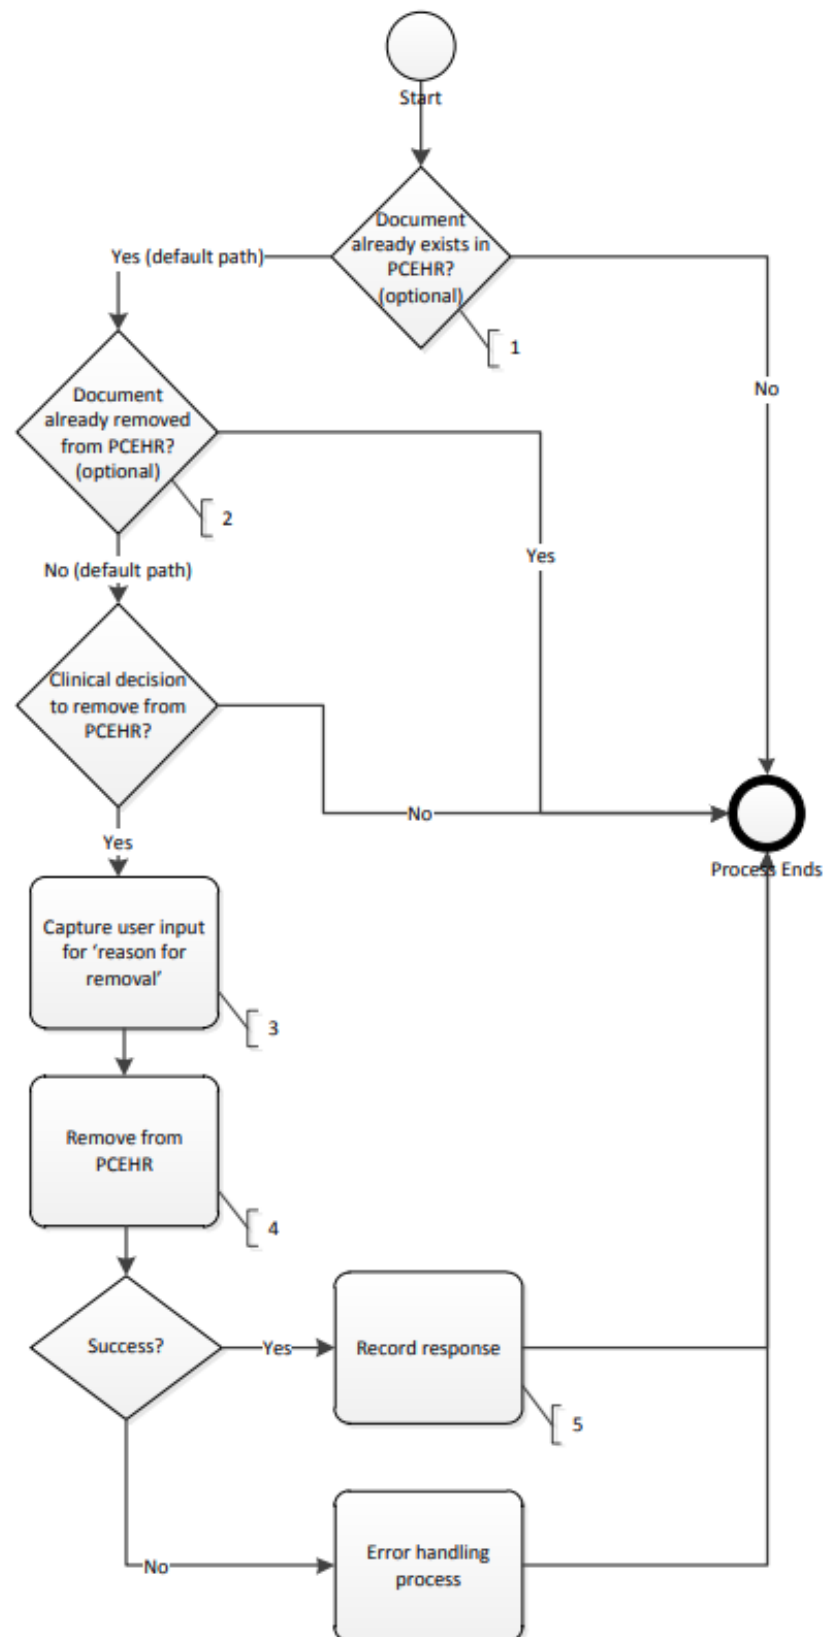 Start
Document
already exists in
PCEHR?
(optional)
Yes (default path)
1
No
Document
already removed
from PCEHR?
(optional)
2
Yes
No (default path)
Clinical decision
to remove from
PCEHR?
No
Process Ends
Yes
Capture user input
for ‘reason for
removal’
3
Remove from
PCEHR
4
Success?
Yes
Record response
5
No
Error handling
process